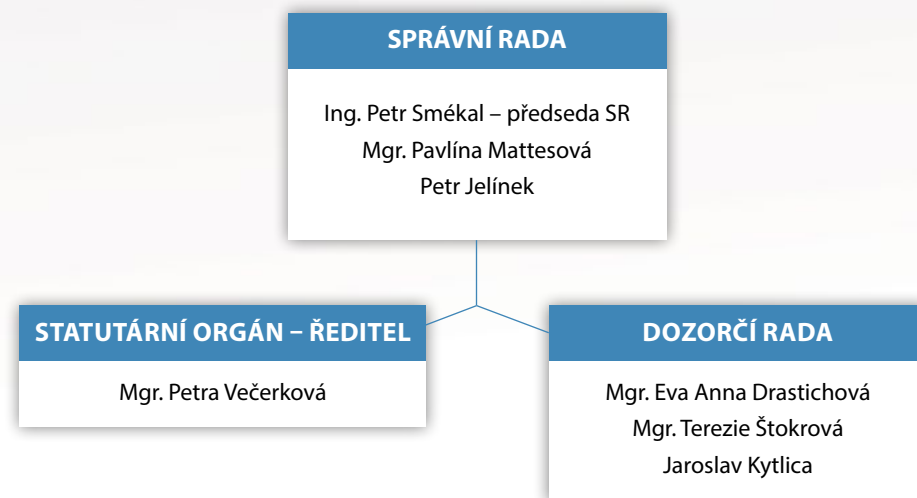 SPRÁVNÍ RADA
Ing. Petr Smékal – předseda SR
Mgr. Pavlína Mattesová
Petr Jelínek
STATUTÁRNÍ ORGÁN – ŘEDITEL
Mgr. Petra Večerková
DOZORČÍ RADA
Mgr. Eva Anna Drastichová
Mgr. Terezie Štokrová
Jaroslav Kytlica